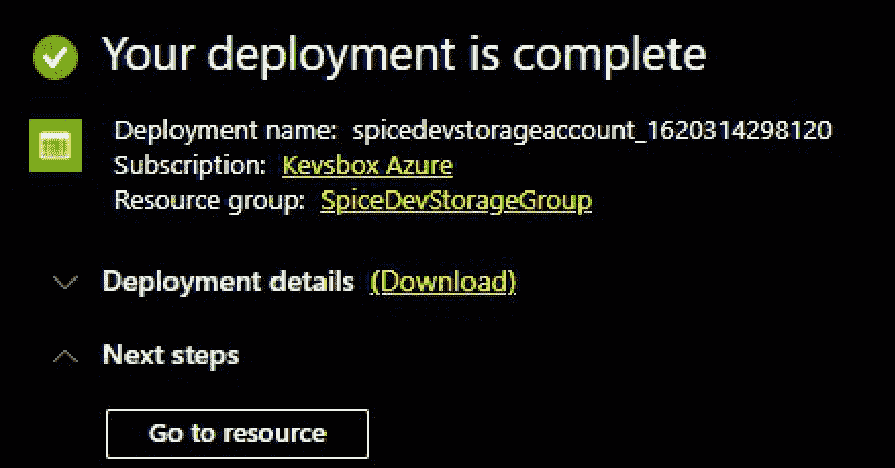 Your deployment is complete
Deployment name: spicedevstorageaccount_1620314298120
Subscription: Kevsbox Azure
Resource group: SpiceDevStorageGroup
Deployment details (Download)
Next steps
Go to resource